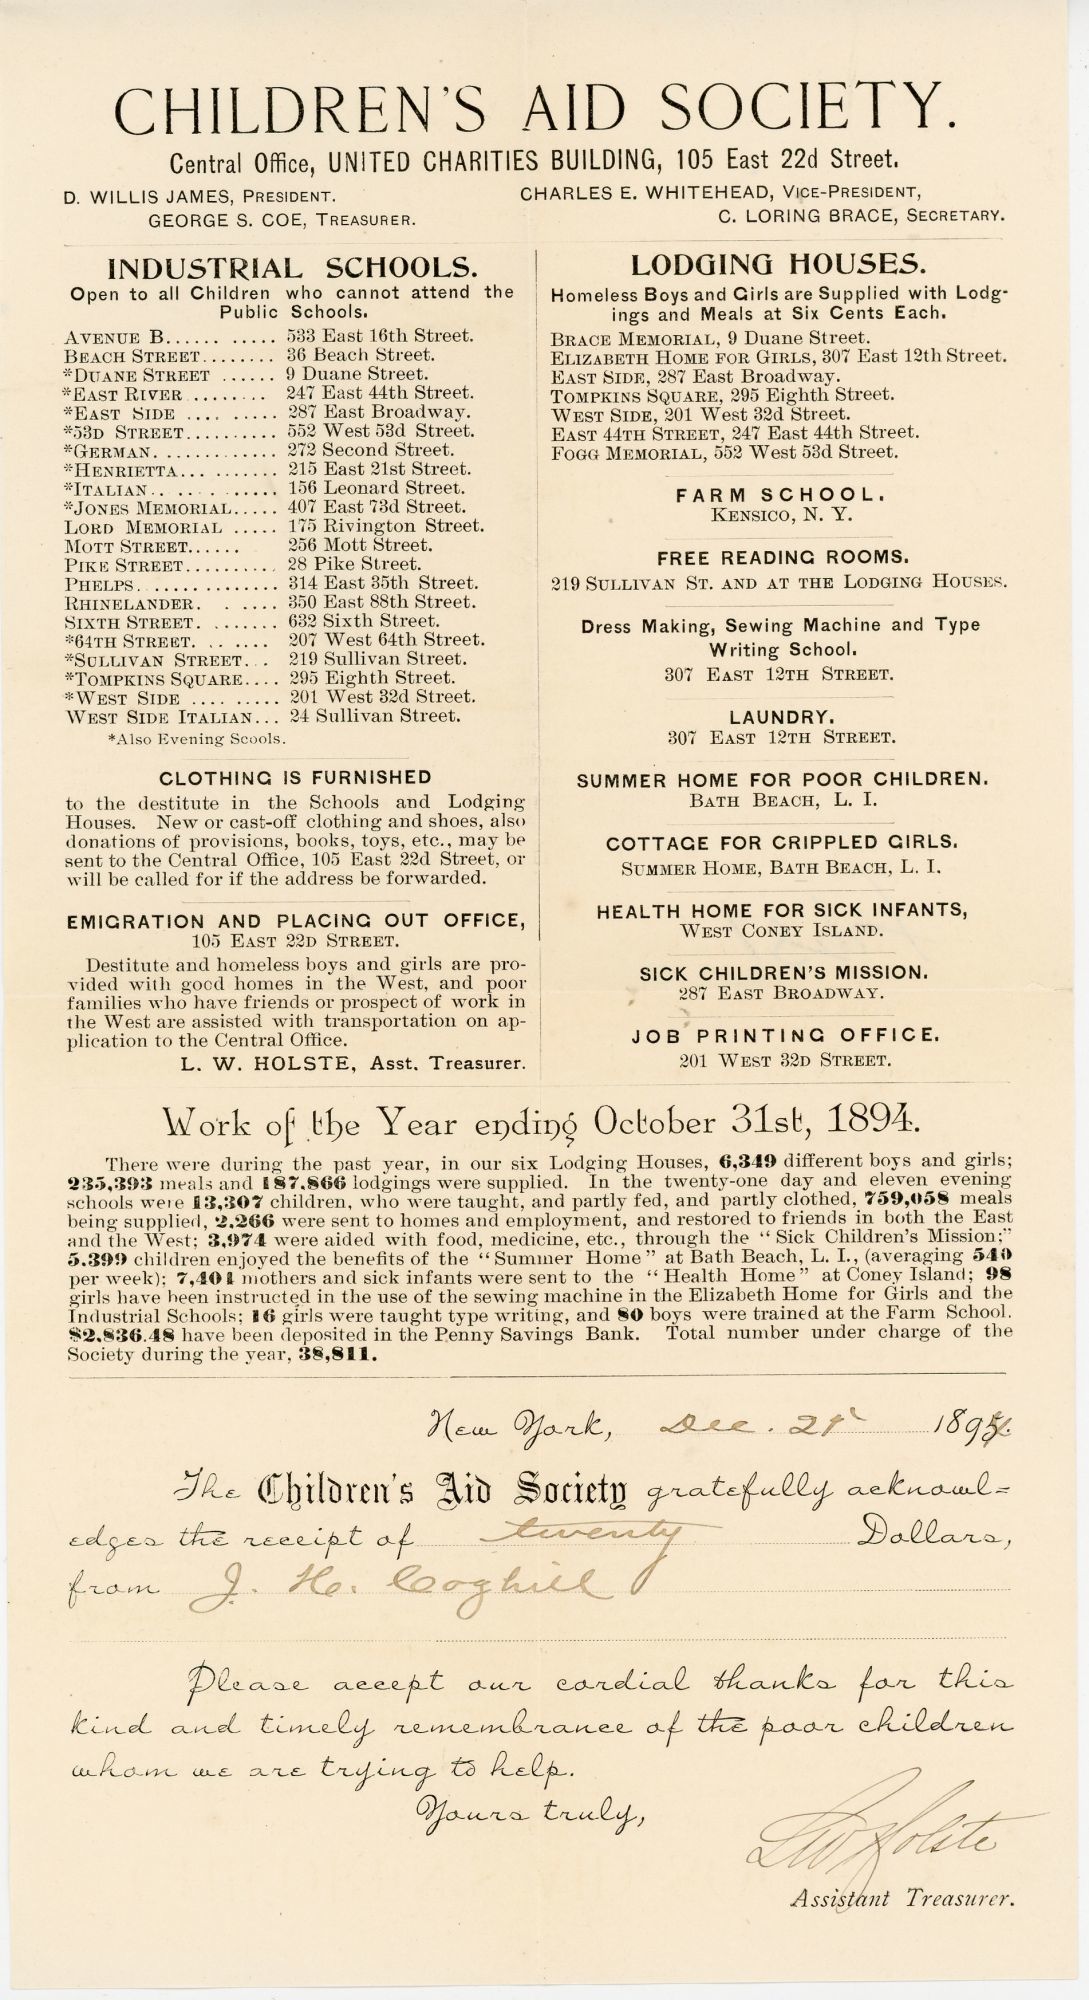 CHILDREN'S AID SOCIETY.
Central Office, UNITED CHARITIES BUILDING, 105 East 22d Street.
D. WILLIS JAMES, PRESIDENT.
GEORGE S. COE, TREASURER.
CHARLES E. WHITEHEAD, VICE-PRESIDENT,
C. LORING BRACE, SECRETARY.
INDUSTRIAL SCHOOLS.
Open to all Children who cannot attend the
Public Schools.
AVENUE B...... ..... 533 East 16th Street.
BEACH STREET........ 36 Beach Street.
*DUANE STREET ...... 9 Duane Street.
*EAST RIVER ........ 247 East 44th Street.
*EAST SIDE .... ..... 287 East Broadway.
*53D STREET.......... 552 West 53d Street.
*GERMAN............. 272 Second Street.
*HENRIETTA... ....... 215 East 21st Street.
*ITALIAN.. . ........ 156 Leonard Street.
*JONES MEMORIAL..... 407 East 73d Street.
LORD MEMORIAL ..... 175 Rivington Street.
MOTT STREET...... 256 Mott Street.
PIKE STREET.......... 28 Pike Street.
PHELPS............... 314 East 35th Street.
RHINELANDER. . ..... 350 East 88th Street.
SIXTH STREET. ....... 632 Sixth Street.
*64TH STREET. .. .... 207 West 64th Street.
*SULLIVAN STREET.. . 219 Sullivan Street.
*TOMPKINS SQUARE.... 295 Eighth Street.
*WEST SIDE .... ..... 201 West 32d Street.
WEST SIDE ITALIAN... 24 Sullivan Street.
*Also Evening Scools.
CLOTHING IS FURNISHED
to the destitute in the Schools and Lodging
Houses. New or cast-off clothing and shoes, also
donations of provisions, books, toys, etc., may be
sent to the Central Office, 105 East 22d Street, or
will be called for if the address be forwarded.
EMIGRATION AND PLACING OUT OFFICE,
105 EAST 22D STREET.
Destitute and homeless boys and girls are pro-
vided with good homes in the West, and poor
families who have friends or prospect of work in
the West are assisted with transportation on ap-
plication to the Central Office.
L. W. HOLSTE, Asst. Treasurer.
LODGING HOUSES.
Homeless Boys and Girls are Supplied with Lodg-
ings and Meals at Six Cents Each.
BRACE MEMORIAL, 9 Duane Street.
ELIZABETH HOME FOR GIRLS, 307 East 12th Street.
EAST SIDE, 287 East Broadway.
TOMPKINS SQUARE, 295 Eighth Street.
WEST SIDE, 201 West 32d Street.
EAST 44TH STREET, 247 East 44th Street.
FOGG MEMORIAL, 552 West 53d Street.
FARM SCHOOL.
KENSICO, N. Y.
FREE READING ROOMS.
219 SULLIVAN ST. AND AT THE LODGING HOUSES.
Dress Making, Sewing Machine and Type
Writing School.
307 EAST 12TH STREET.
LAUNDRY.
307 EAST 12TH STREET.
SUMMER HOME FOR POOR CHILDREN.
BATH BEACH, L. I.
COTTAGE FOR CRIPPLED GIRLS.
SUMMER HOME, BATH BEACH, L. I.
HEALTH HOME FOR SICK INFANTS,
WEST CONEY ISLAND.
SICK CHILDREN'S MISSION.
287 EAST BROADWAY.
JOB PRINTING OFFICE.
201 WEST 32D STREET.
Work of the Year ending October 31st, 1894.
There were during the past year, in our six Lodging Houses, 6,349 different boys and girls;
235,393 meals and 187,866 lodgings were supplied. In the twenty-one day and eleven evening
schools were 13,307 children, who were taught, and partly fed, and partly clothed, 759,058 meals
being supplied, 2,266 were sent to homes and employment, and restored to friends in both the East
and the West; 3,974 were aided with food, medicine, etc., through the "Sick Children's Mission;"
5,399 children enjoyed the benefits of the "Summer Home" at Bath Beach, L. I., (averaging 540
per week); 7,401 mothers and sick infants were sent to the "Health Home" at Coney Island; 98
girls have been instructed in the use of the sewing machine in the Elizabeth Home for Girls and the
Industrial Schools; 16 girls were taught type writing, and 80 boys were trained at the Farm School.
$2,836.48 have been deposited in the Penny Savings Bank. Total number under charge of the
Society during the year, 38,811.
New York, Dec. 29 1894.
The Children's Aid Society gratefully acknowl=
edges the receipt of twenty Dollars,
from J. H. Coghill
Please accept our cordial thanks for this
kind and timely remembrance of the poor children
whom we are trying to help.
Yours truly,
LW Holste
Assistant Treasurer.